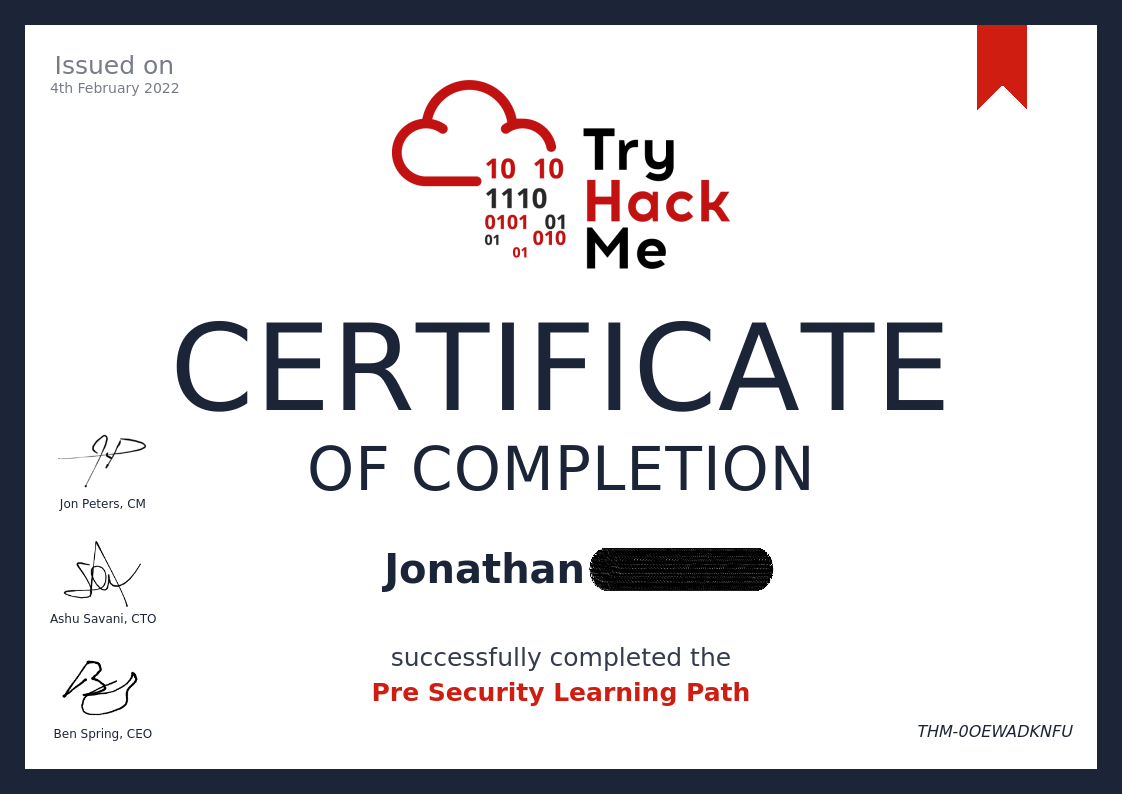 Issued on
4th February 2022
10 10
1110
0101 01
01 010
01
Try
Hack
Me
CERTIFICATE
OF COMPLETION
Jonathan
successfully completed the
Pre Security Learning Path
Jon Peters, CM
Ashu Savani, CTO
Ben Spring, CEO
THM-0OEWADKNFU